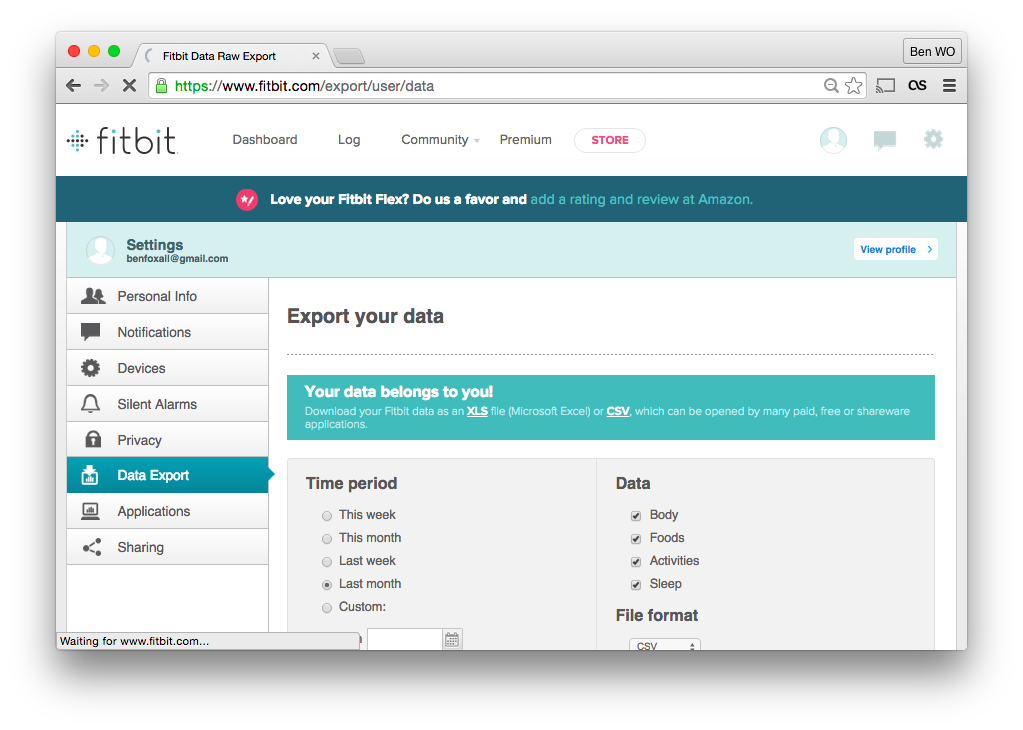 Fitbit Data Raw Export
Ben WO
https://www.fitbit.com/export/user/data
fitbit
Dashboard
Log
Community
Premium
STORE
Love your Fitbit Flex? Do us a favor and add a rating and review at Amazon.
Settings
benfoxall@gmail.com
View profile
Personal Info
Notifications
Devices
Silent Alarms
Privacy
Data Export
Applications
Sharing
Export your data
Your data belongs to you!
Download your Fitbit data as an XLS file (Microsoft Excel) or CSV, which can be opened by many paid, free or shareware
applications.
Time period
This week
This month
Last week
Last month
Custom:
Data
Body
Foods
Activities
Sleep
File format
CSV
Waiting for www.fitbit.com...